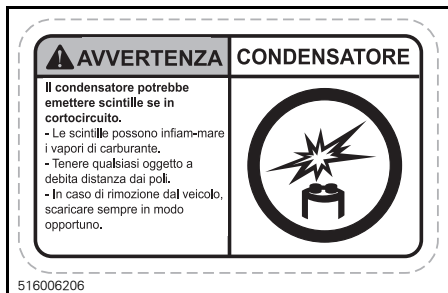 AVVERTENZA
CONDENSATORE
Il condensatore potrebbe
emettere scintille se in
cortocircuito.
- Le scintille possono infiam-mare
i vapori di carburante.
- Tenere qualsiasi oggetto a
debita distanza dai poli.
- In caso di rimozione dal veicolo,
scaricare sempre in modo
opportuno.
516006206